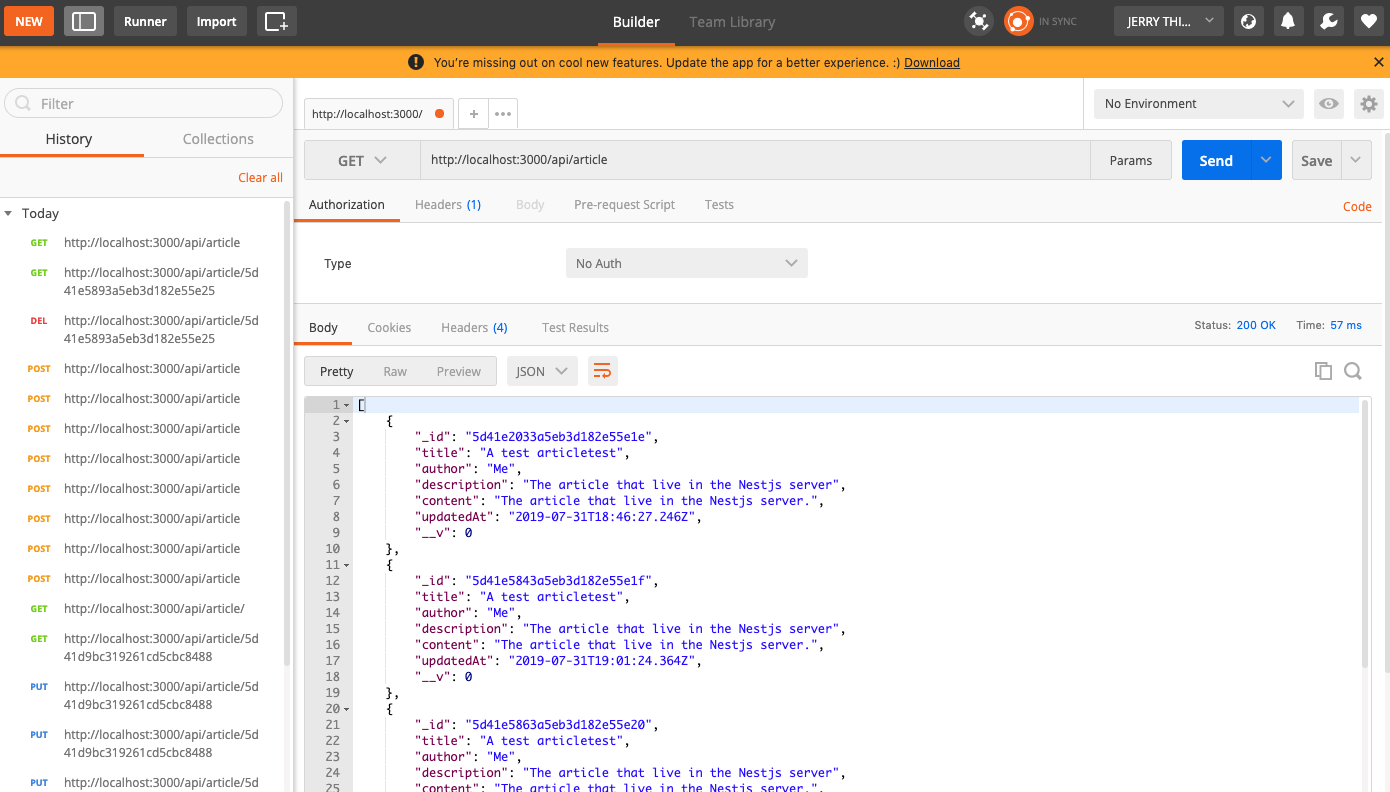 NEW Runner Import Builder Team Library IN SYNC JERRY THI...
! You're missing out on cool new features. Update the app for a better experience. :) Download
Filter
History Collections
Clear all
Today
GET http://localhost:3000/api/article
GET http://localhost:3000/api/article/5d
41e5893a5eb3d182e55e25
DEL http://localhost:3000/api/article/5d
41e5893a5eb3d182e55e25
POST http://localhost:3000/api/article
POST http://localhost:3000/api/article
POST http://localhost:3000/api/article
POST http://localhost:3000/api/article
POST http://localhost:3000/api/article
POST http://localhost:3000/api/article
POST http://localhost:3000/api/article
POST http://localhost:3000/api/article
GET http://localhost:3000/api/article/
GET http://localhost:3000/api/article/5d
41d9bc319261cd5cbc8488
PUT http://localhost:3000/api/article/5d
41d9bc319261cd5cbc8488
PUT http://localhost:3000/api/article/5d
41d9bc319261cd5cbc8488
PUT http://localhost:3000/api/article/5d
http://localhost:3000/ + •••
No Environment
GET http://localhost:3000/api/article Params Send Save
Authorization Headers (1) Body Pre-request Script Tests Code
Type No Auth
Body Cookies Headers (4) Test Results Status: 200 OK Time: 57 ms
Pretty Raw Preview JSON
1 [
2 {
3 "_id": "5d41e2033a5eb3d182e55e1e",
4 "title": "A test articletest",
5 "author": "Me",
6 "description": "The article that live in the Nestjs server",
7 "content": "The article that live in the Nestjs server.",
8 "updatedAt": "2019-07-31T18:46:27.246Z",
9 "__v": 0
10 },
11 {
12 "_id": "5d41e5843a5eb3d182e55e1f",
13 "title": "A test articletest",
14 "author": "Me",
15 "description": "The article that live in the Nestjs server",
16 "content": "The article that live in the Nestjs server.",
17 "updatedAt": "2019-07-31T19:01:24.364Z",
18 "__v": 0
19 },
20 {
21 "_id": "5d41e5863a5eb3d182e55e20",
22 "title": "A test articletest",
23 "author": "Me",
24 "description": "The article that live in the Nestjs server",
25 "content": "The article that live in the Nestjs server.",